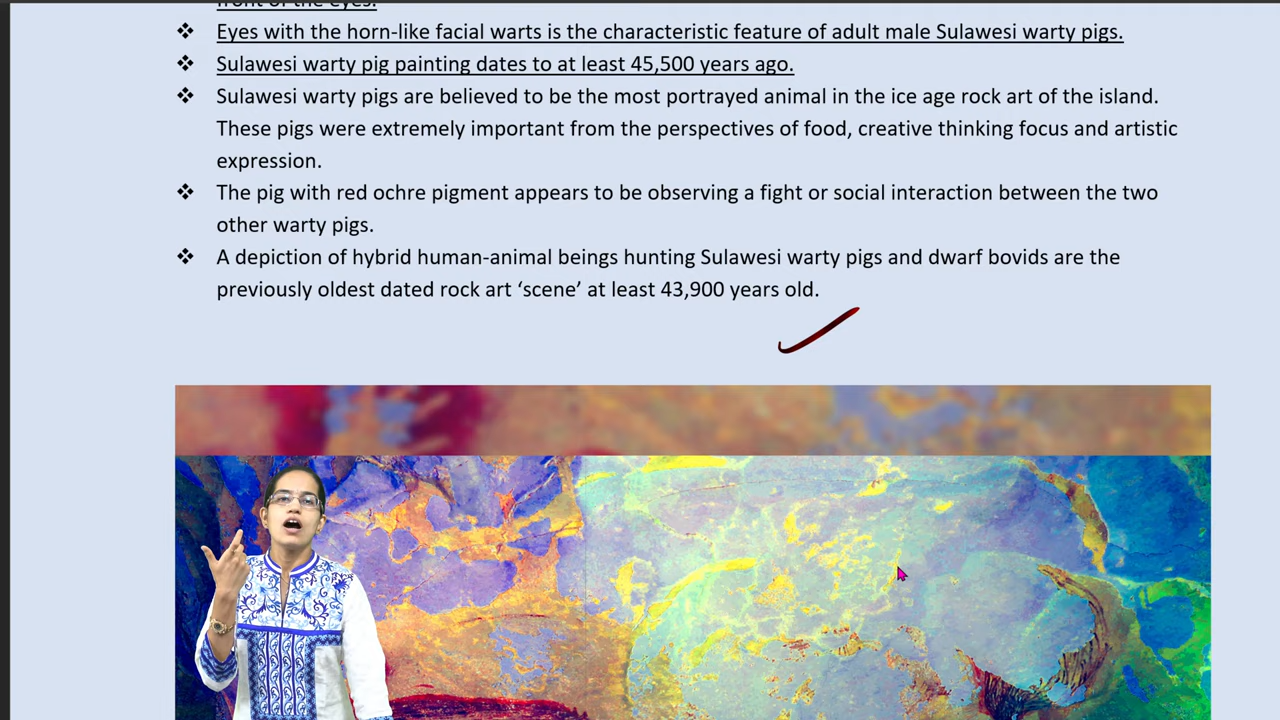 front of the eyes.
❖ Eyes with the horn-like facial warts is the characteristic feature of adult male Sulawesi warty pigs.
❖ Sulawesi warty pig painting dates to at least 45,500 years ago.
❖ Sulawesi warty pigs are believed to be the most portrayed animal in the ice age rock art of the island.
These pigs were extremely important from the perspectives of food, creative thinking focus and artistic
expression.
❖ The pig with red ochre pigment appears to be observing a fight or social interaction between the two
other warty pigs.
❖ A depiction of hybrid human-animal beings hunting Sulawesi warty pigs and dwarf bovids are the
previously oldest dated rock art ‘scene’ at least 43,900 years old.